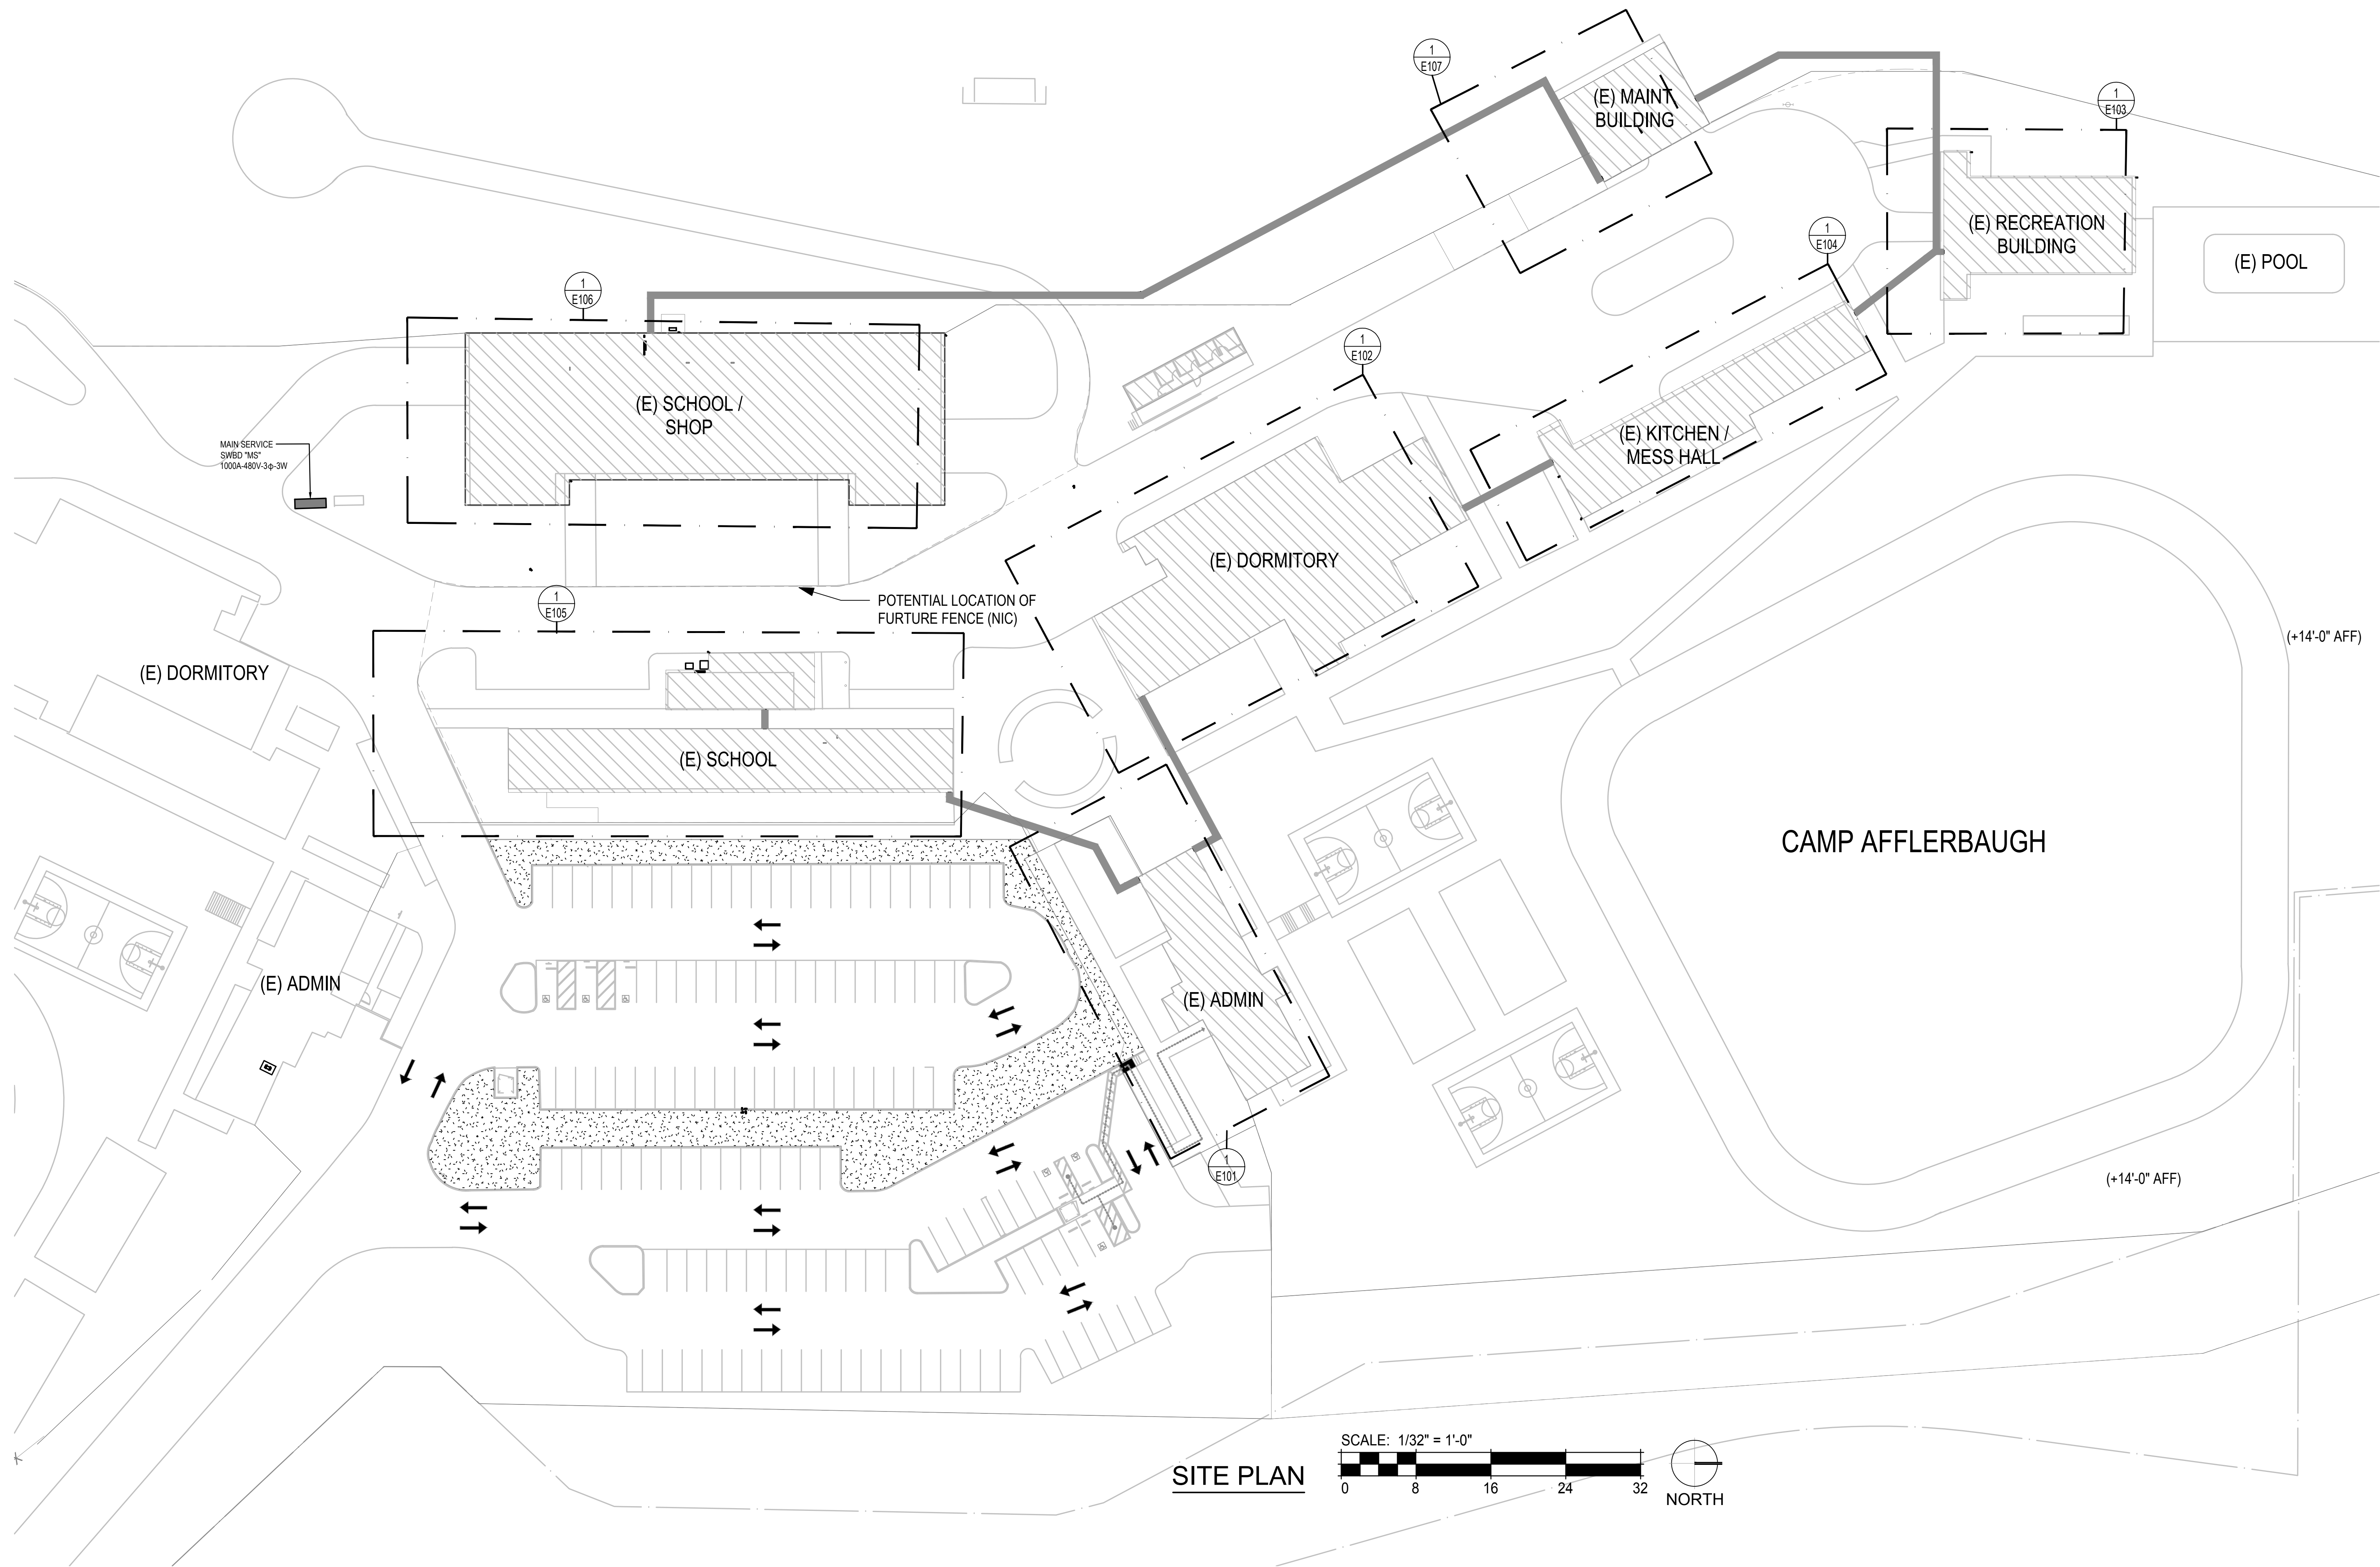 1
E107
(E) MAINT
BUILDING
1
E103
(E) RECREATION
BUILDING
(E) POOL
1
E104
1
E106
1
E102
(E) SCHOOL /
SHOP
MAIN SERVICE
SWBD "MS"
1000A-480V-3ϕ-3W
(E) KITCHEN /
MESS HALL
(E) DORMITORY
1
E105
POTENTIAL LOCATION OF
FURTURE FENCE (NIC)
(+14'-0" AFF)
(E) DORMITORY
(E) SCHOOL
CAMP AFFLERBAUGH
(E) ADMIN
(E) ADMIN
1
E101
(+14'-0" AFF)
SITE PLAN
SCALE: 1/32" = 1'-0"
0 8 16 24 32
NORTH